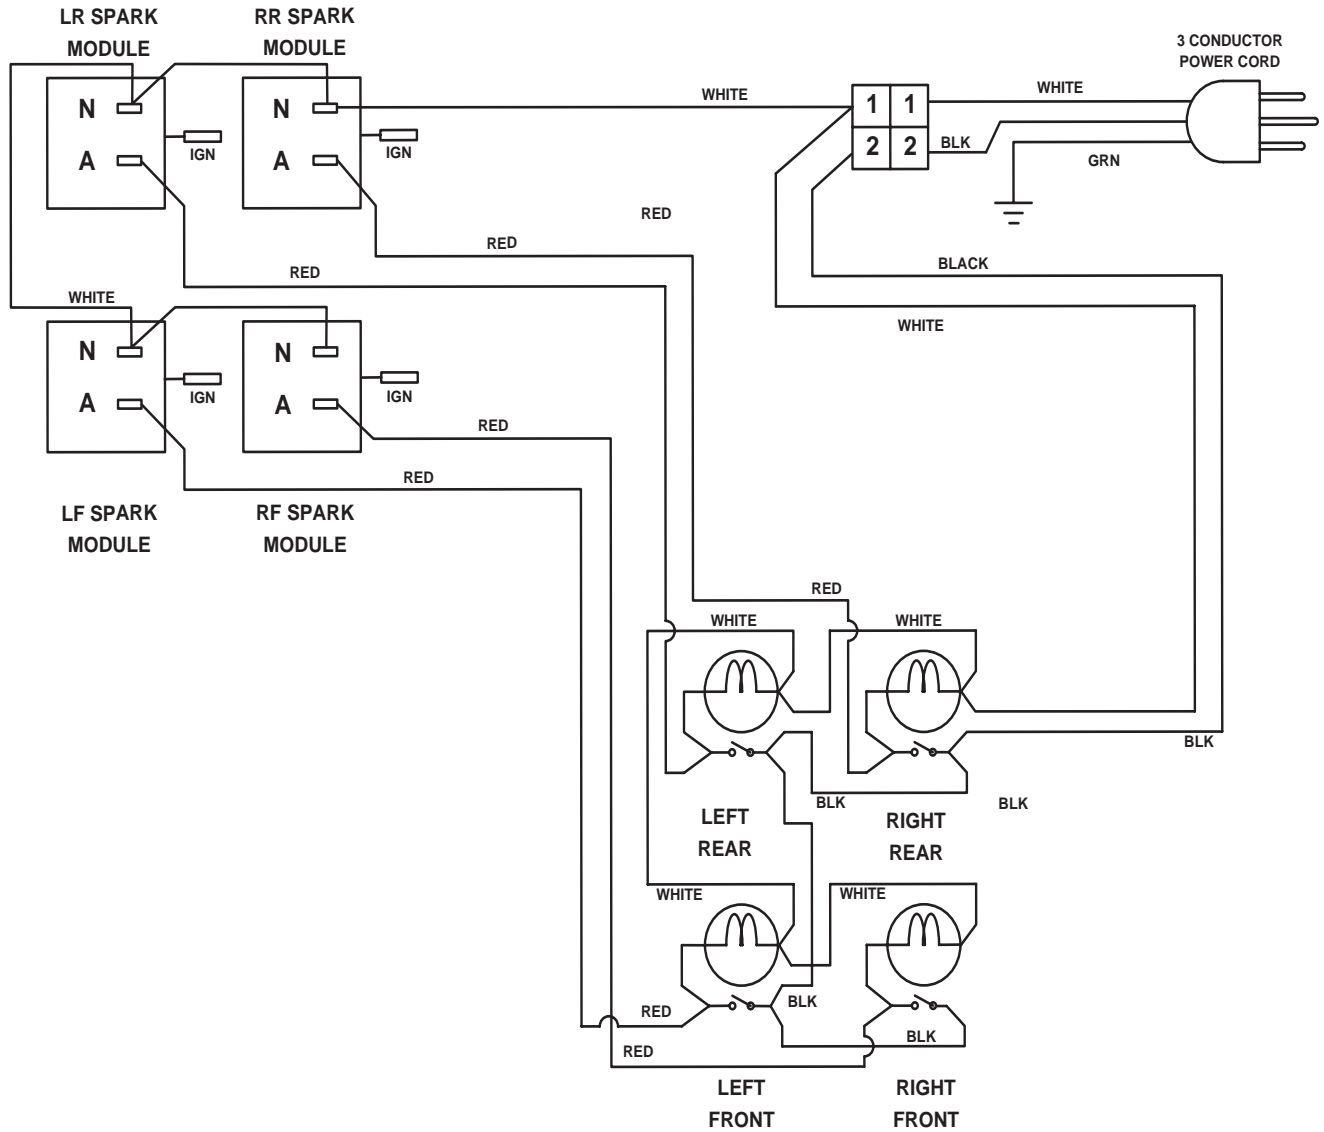 LR SPARK
MODULE
RR SPARK
MODULE
3 CONDUCTOR
POWER CORD
WHITE
WHITE
N
A
IGN
N
A
IGN
1 1
2 2
BLK
GRN
RED
RED
RED
BLACK
WHITE
WHITE
N
A
IGN
N
A
IGN
RED
RED
LF SPARK
MODULE
RF SPARK
MODULE
RED
WHITE
WHITE
BLK
BLK
BLK
LEFT
REAR
RIGHT
REAR
WHITE
WHITE
RED
BLK
RED
BLK
LEFT
FRONT
RIGHT
FRONT